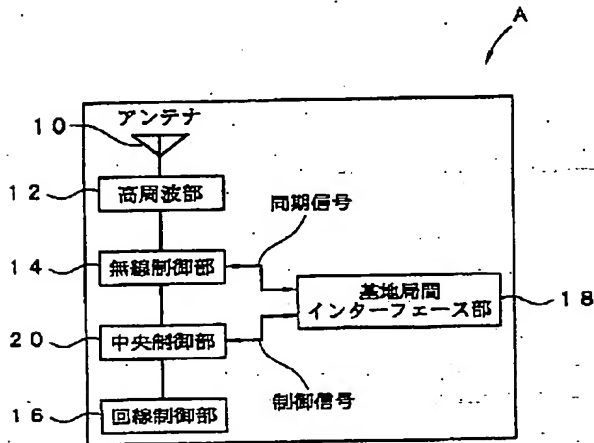 A
アンテナ
10
12
高周波部
同期信号
14
無線制御部
基地局間
インターフェース部
18
20
中央制御部
制御信号
16
回線制御部